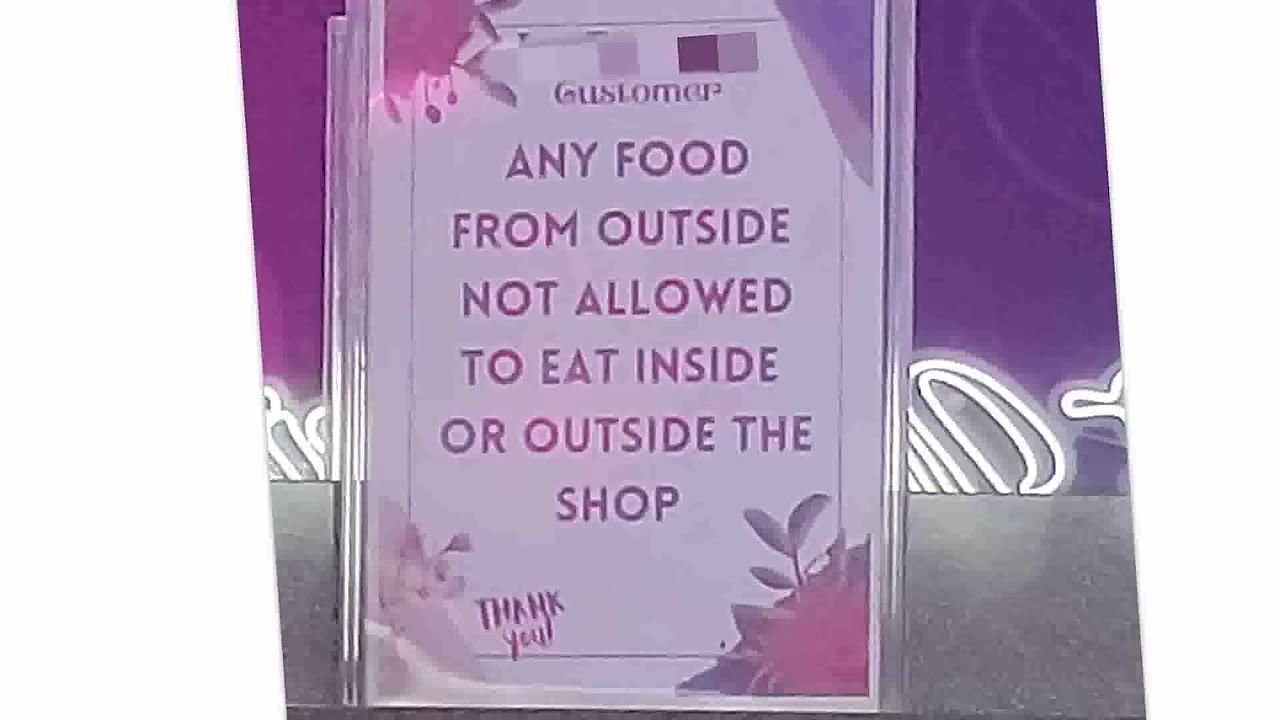 Customer
ANY FOOD
FROM OUTSIDE
NOT ALLOWED
TO EAT INSIDE
OR OUTSIDE THE
SHOP
THANK
you!